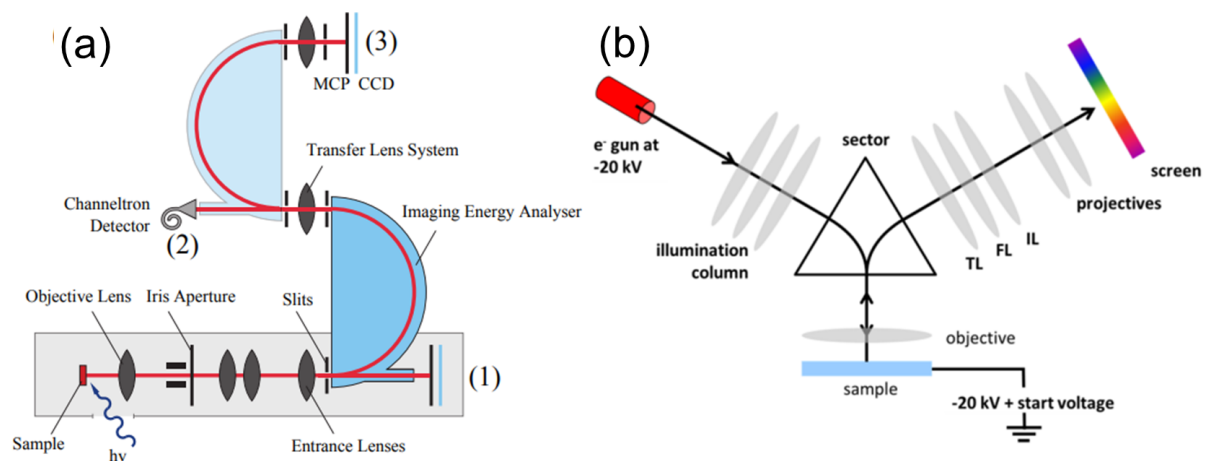 (a)
(3)
MCP CCD
Transfer Lens System
Channeltron
Detector
(2)
Imaging Energy Analyser
Objective Lens
Iris Aperture
Slits
(1)
Sample
hν
Entrance Lenses
(b)
e- gun at
-20 kV
sector
screen
projectives
illumination
column
TL
FL
IL
objective
sample
-20 kV + start voltage